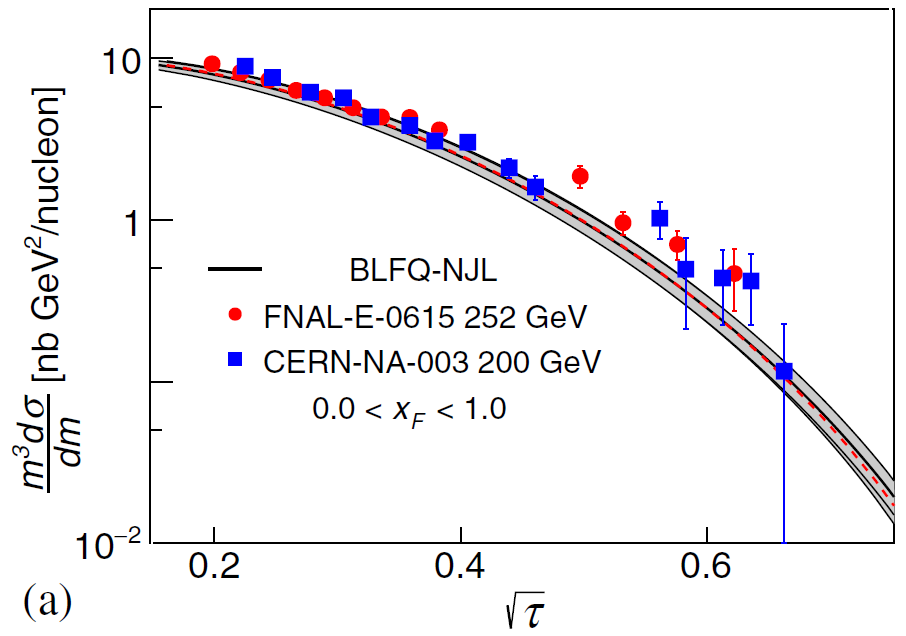 10
1
10⁻²
m³dσ/dm [nb GeV²/nucleon]
BLFQ-NJL
FNAL-E-0615 252 GeV
CERN-NA-003 200 GeV
0.0 < x_F < 1.0
0.2 0.4 0.6
√τ
(a)